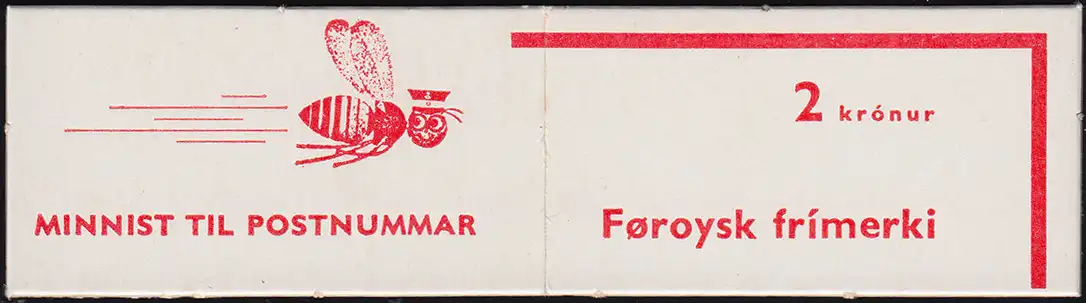 MINNIST TIL POSTNUMMAR
2 krónur
Føroysk frímerki